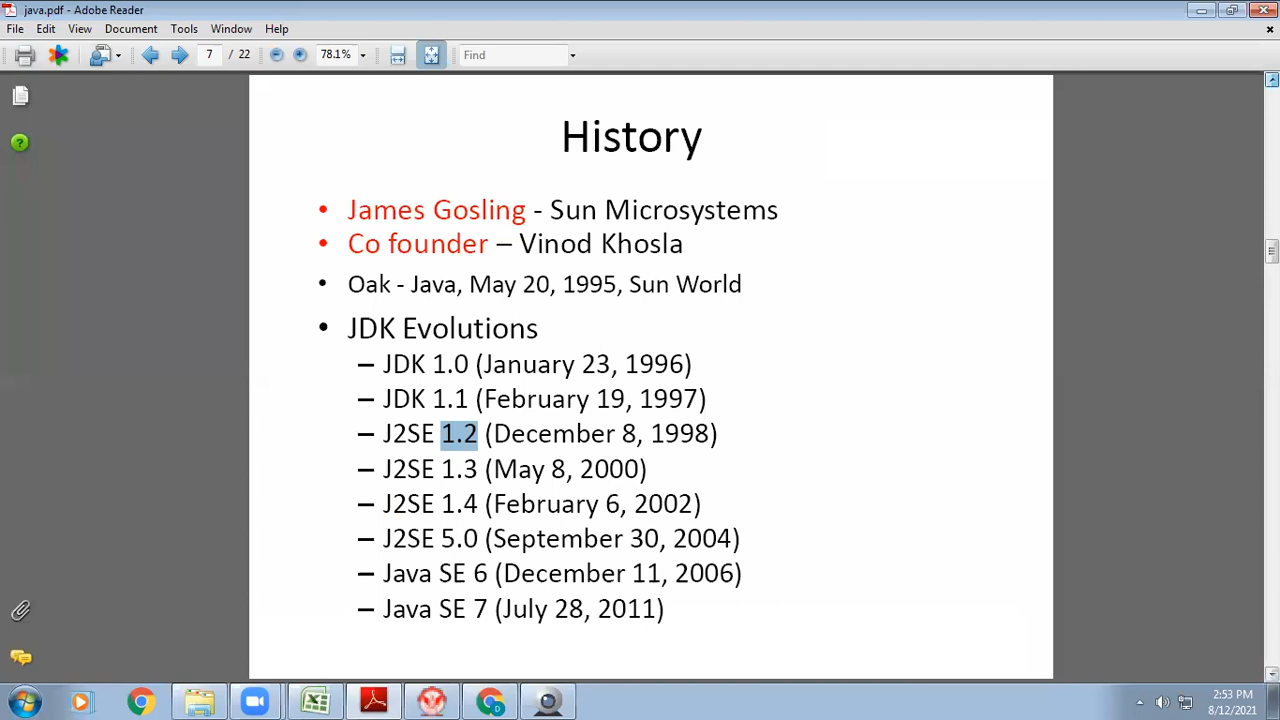 java.pdf - Adobe Reader
File Edit View Document Tools Window Help
7 / 22 78.1% Find
History
• James Gosling - Sun Microsystems
• Co founder – Vinod Khosla
• Oak - Java, May 20, 1995, Sun World
• JDK Evolutions
– JDK 1.0 (January 23, 1996)
– JDK 1.1 (February 19, 1997)
– J2SE 1.2 (December 8, 1998)
– J2SE 1.3 (May 8, 2000)
– J2SE 1.4 (February 6, 2002)
– J2SE 5.0 (September 30, 2004)
– Java SE 6 (December 11, 2006)
– Java SE 7 (July 28, 2011)
2:53 PM
8/12/2021